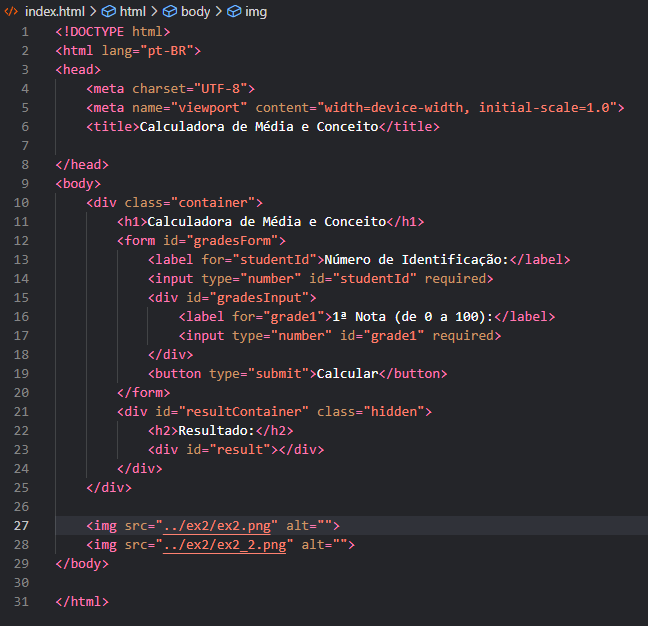 index.html > html > body > img
1 <!DOCTYPE html>
2 <html lang="pt-BR">
3 <head>
4     <meta charset="UTF-8">
5     <meta name="viewport" content="width=device-width, initial-scale=1.0">
6     <title>Calculadora de Média e Conceito</title>
7
8 </head>
9 <body>
10     <div class="container">
11         <h1>Calculadora de Média e Conceito</h1>
12         <form id="gradesForm">
13             <label for="studentId">Número de Identificação:</label>
14             <input type="number" id="studentId" required>
15             <div id="gradesInput">
16                 <label for="grade1">1ª Nota (de 0 a 100):</label>
17                 <input type="number" id="grade1" required>
18             </div>
19             <button type="submit">Calcular</button>
20         </form>
21         <div id="resultContainer" class="hidden">
22             <h2>Resultado:</h2>
23             <div id="result"></div>
24         </div>
25     </div>
26
27     <img src="../ex2/ex2.png" alt="">
28     <img src="../ex2/ex2_2.png" alt="">
29 </body>
30
31 </html>